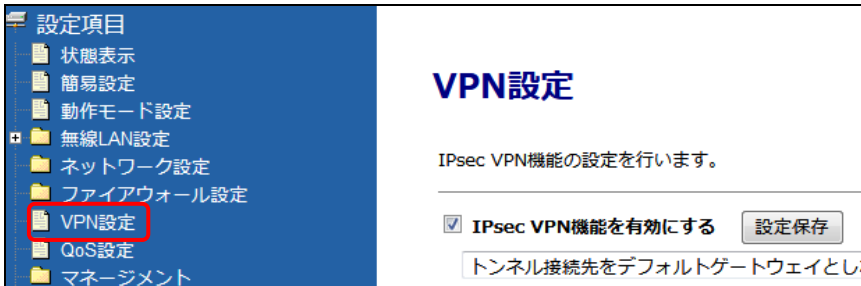 設定項目
状態表示
簡易設定
動作モード設定
無線LAN設定
ネットワーク設定
ファイアウォール設定
VPN設定
QoS設定
マネージメント
VPN設定
IPsec VPN機能の設定を行います。
IPsec VPN機能を有効にする 設定保存
トンネル接続先をデフォルトゲートウェイとし